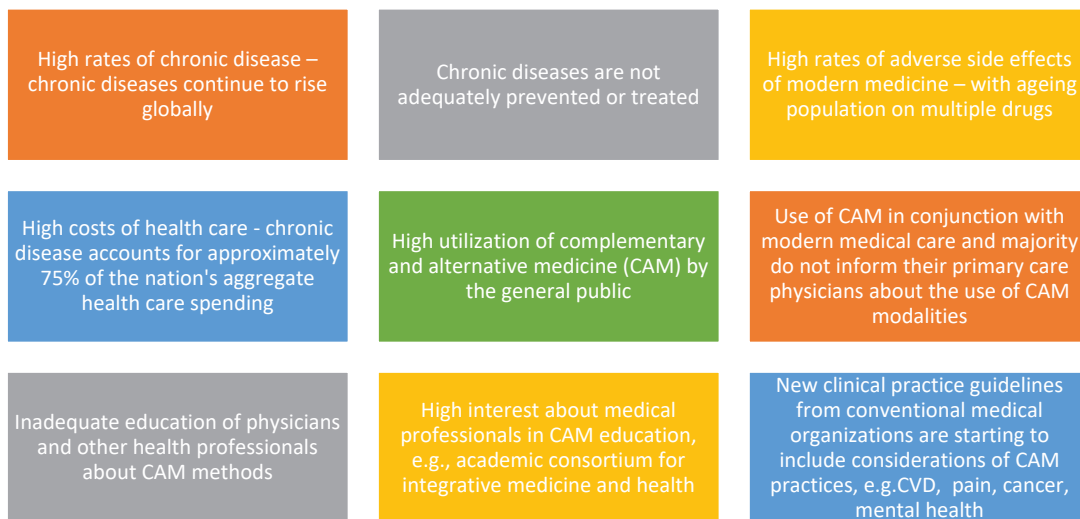 High rates of chronic disease –
chronic diseases continue to rise
globally
Chronic diseases are not
adequately prevented or treated
High rates of adverse side effects
of modern medicine – with ageing
population on multiple drugs
High costs of health care - chronic
disease accounts for approximately
75% of the nation's aggregate
health care spending
High utilization of complementary
and alternative medicine (CAM) by
the general public
Use of CAM in conjunction with
modern medical care and majority
do not inform their primary care
physicians about the use of CAM
modalities
Inadequate education of physicians
and other health professionals
about CAM methods
High interest about medical
professionals in CAM education,
e.g., academic consortium for
integrative medicine and health
New clinical practice guidelines
from conventional medical
organizations are starting to
include considerations of CAM
practices, e.g.CVD, pain, cancer,
mental health